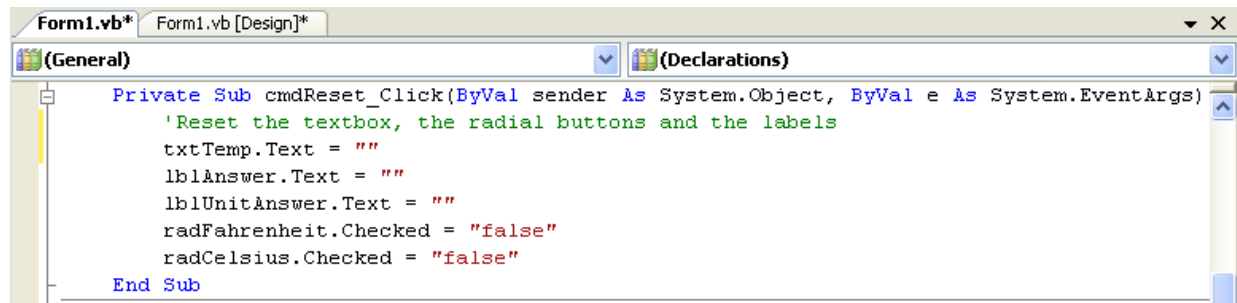 Form1.vb* Form1.vb [Design]*
(General) (Declarations)
Private Sub cmdReset_Click(ByVal sender As System.Object, ByVal e As System.EventArgs)
'Reset the textbox, the radial buttons and the labels
txtTemp.Text = ""
lblAnswer.Text = ""
lblUnitAnswer.Text = ""
radFahrenheit.Checked = "false"
radCelsius.Checked = "false"
End Sub